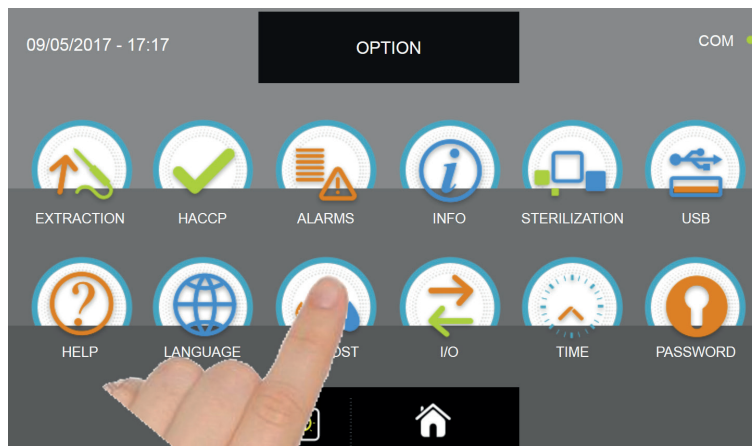 09/05/2017 - 17:17
OPTION
COM
EXTRACTION
HACCP
ALARMS
INFO
STERILIZATION
USB
HELP
LANGUAGE
I/O
TIME
PASSWORD